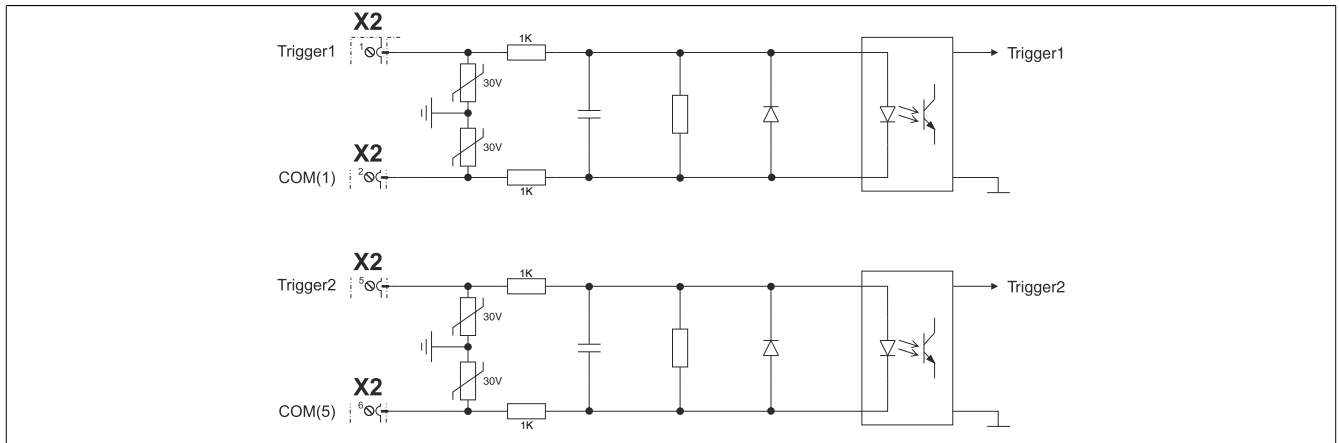 X2
Trigger1
1
1K
Trigger1
30V
30V
X2
COM(1)
2
1K
X2
Trigger2
5
1K
Trigger2
30V
30V
X2
COM(5)
6
1K